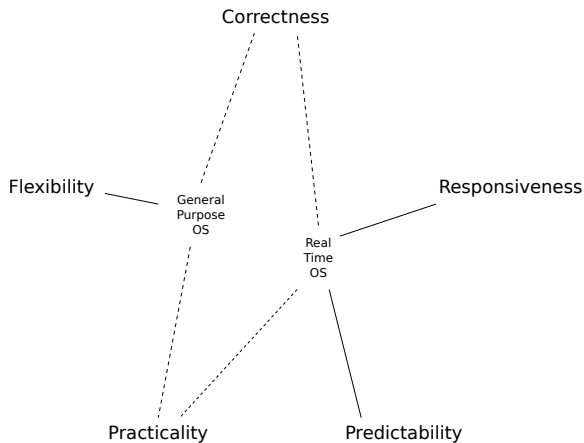 Correctness
Flexibility
Responsiveness
General
Purpose
OS
Real
Time
OS
Practicality
Predictability